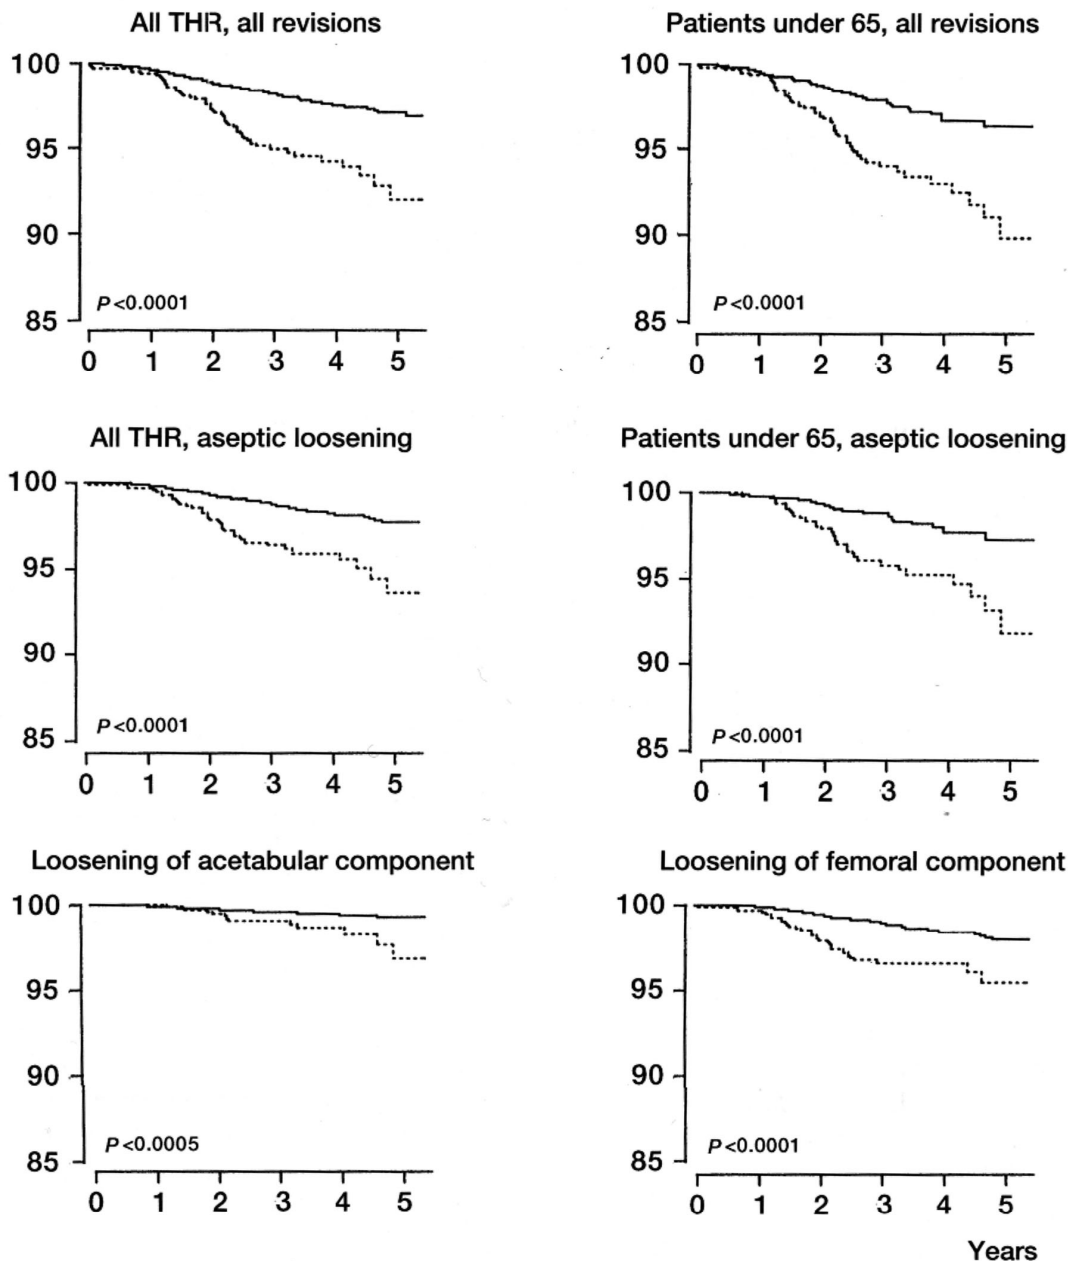 All THR, all revisions
100
95
90
85
P<0.0001
0 1 2 3 4 5
Patients under 65, all revisions
100
95
90
85
P<0.0001
0 1 2 3 4 5
All THR, aseptic loosening
100
95
90
85
P<0.0001
0 1 2 3 4 5
Patients under 65, aseptic loosening
100
95
90
85
P<0.0001
0 1 2 3 4 5
Loosening of acetabular component
100
95
90
85
P<0.0005
0 1 2 3 4 5
Loosening of femoral component
100
95
90
85
P<0.0001
0 1 2 3 4 5
Years